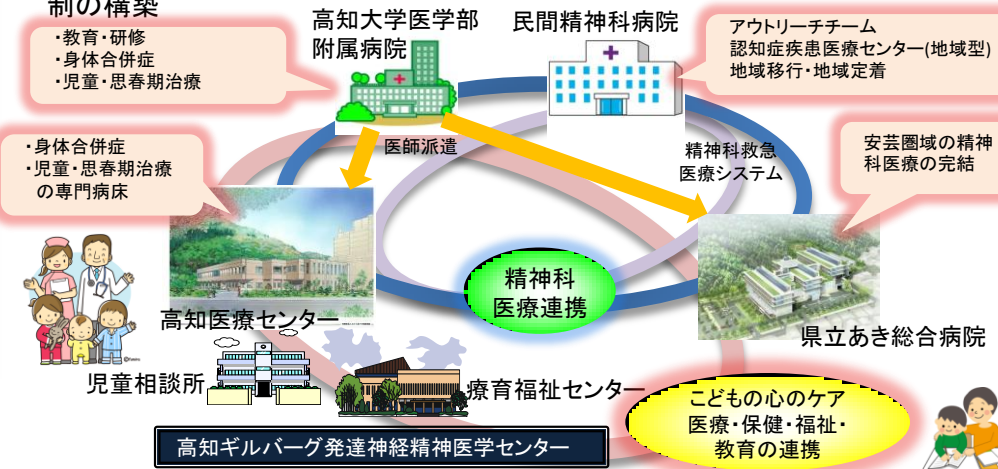 制の構築
・教育・研修
・身体合併症
・児童・思春期治療
高知大学医学部
附属病院
民間精神科病院
アウトリーチチーム
認知症疾患医療センター(地域型)
地域移行・地域定着
・身体合併症
・児童・思春期治療
の専門病床
医師派遣
精神科救急
医療システム
安芸圏域の精神
科医療の完結
精神科
医療連携
高知医療センター
県立あき総合病院
児童相談所
療育福祉センター
こどもの心のケア
医療・保健・福祉・
教育の連携
高知ギルバーグ発達神経精神医学センター